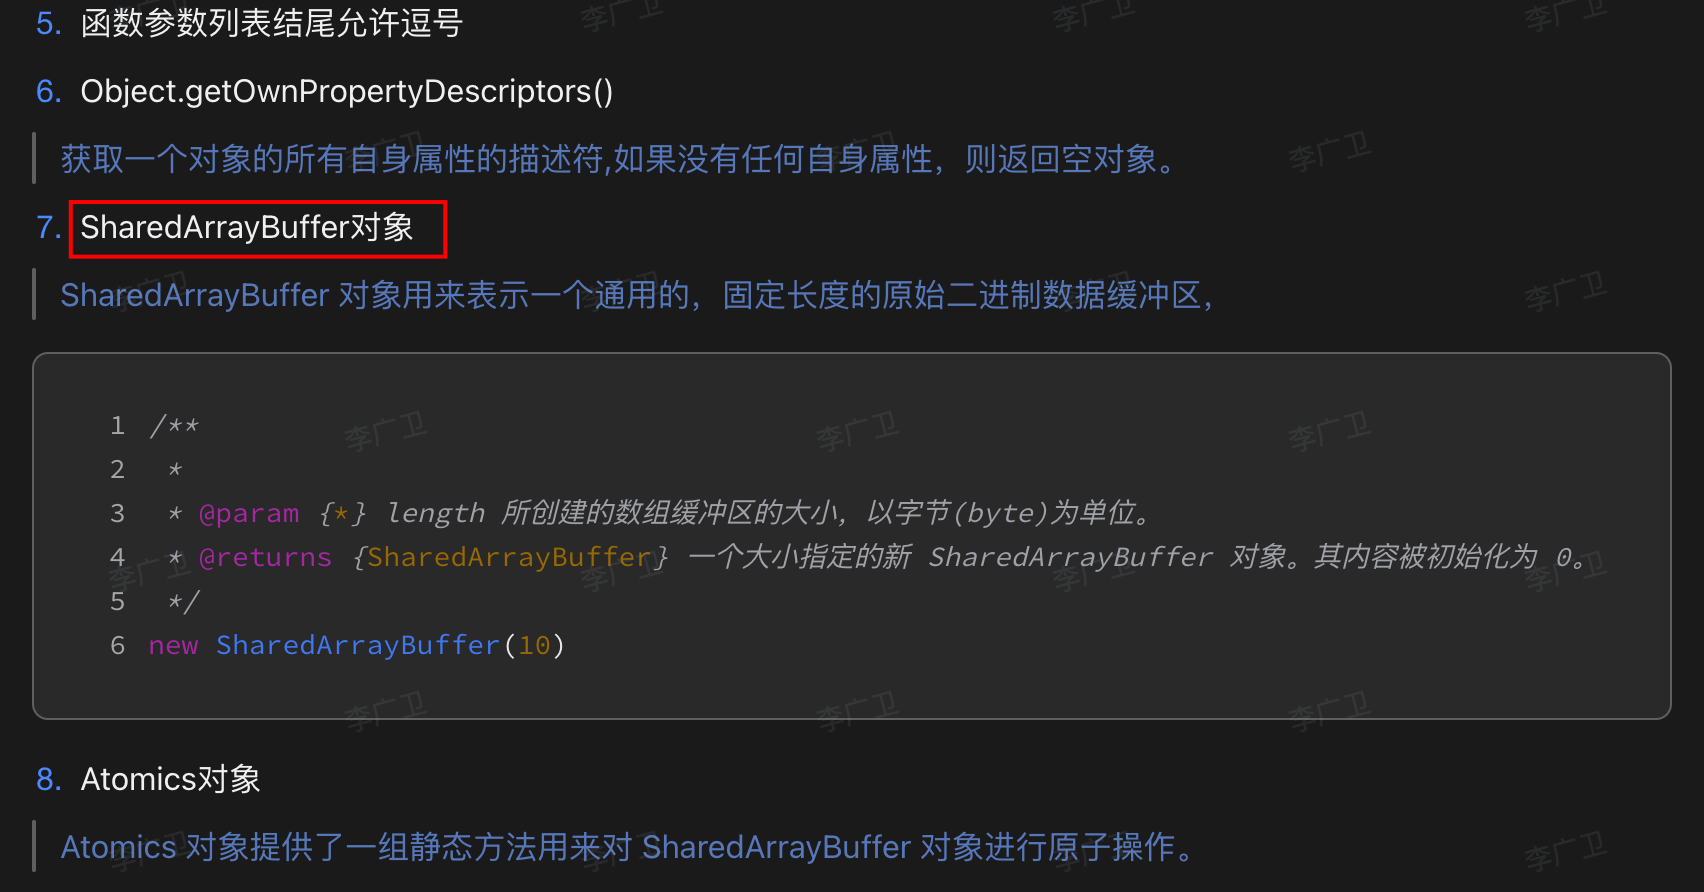 5. 函数参数列表结尾允许逗号
6. Object.getOwnPropertyDescriptors()
获取一个对象的所有自身属性的描述符,如果没有任何自身属性，则返回空对象。
7. SharedArrayBuffer对象
SharedArrayBuffer 对象用来表示一个通用的，固定长度的原始二进制数据缓冲区，
1 /**
2 *
3 * @param {*} length 所创建的数组缓冲区的大小，以字节(byte)为单位。
4 * @returns {SharedArrayBuffer} 一个大小指定的新 SharedArrayBuffer 对象。其内容被初始化为 0。
5 */
6 new SharedArrayBuffer(10)
8. Atomics对象
Atomics 对象提供了一组静态方法用来对 SharedArrayBuffer 对象进行原子操作。
李广卫